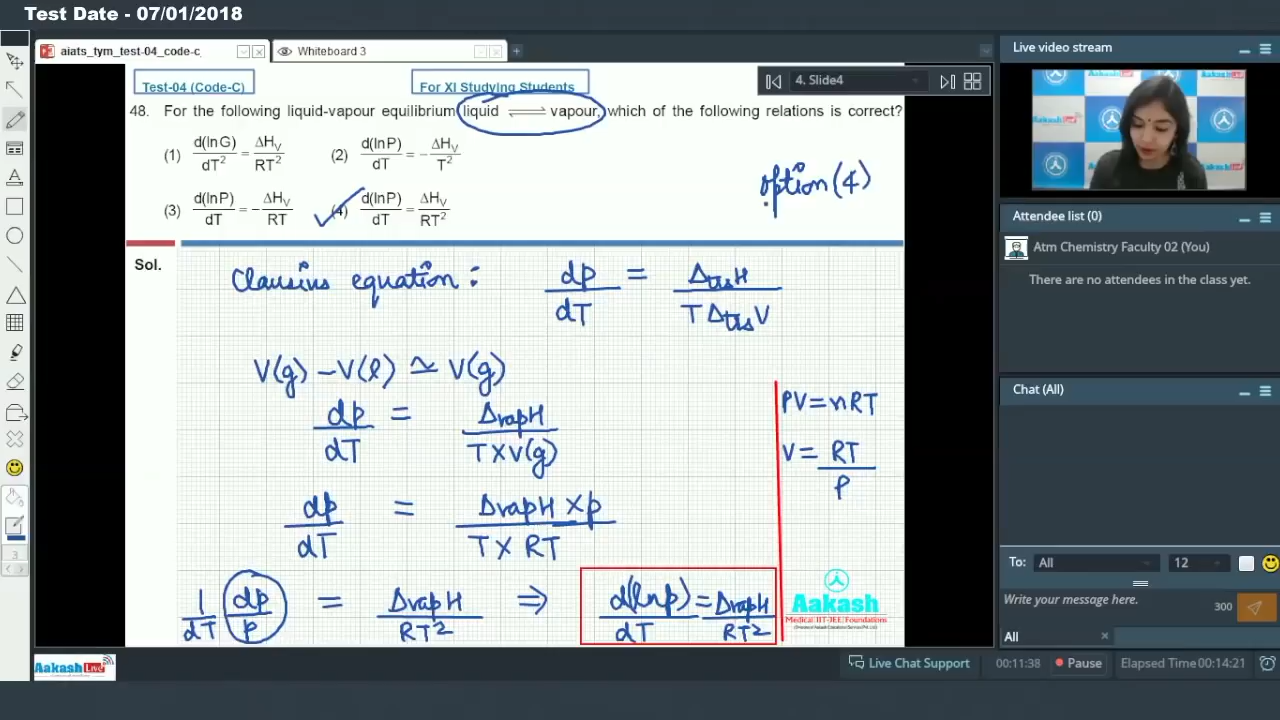 Test Date - 07/01/2018
aiats_tym_test-04_code-c
Whiteboard 3
Live video stream
Test-04 (Code-C)
For XI Studying Students
4. Slide4
48. For the following liquid-vapour equilibrium liquid ⇌ vapour, which of the following relations is correct?
(1) d(lnG)/dT² = ΔHV/RT² (2) d(lnP)/dT = - ΔHV/T²
(3) d(lnP)/dT = - ΔHV/RT (4) d(lnP)/dT = ΔHV/RT²
option (4)
Sol.
Clausius equation : dp/dT = ΔtrsH/TΔtrsV
V(g) - V(l) ≃ V(g)
dp/dT = ΔvapH/T×V(g)
PV = nRT
V = RT/P
dp/dT = ΔvapH × p/T × RT
1/dT dp/p = ΔvapH/RT² ⇒ d(lnp)/dT = ΔvapH/RT²
Aakash
Medical IIT-JEE Foundations
Attendee list (0)
Atm Chemistry Faculty 02 (You)
There are no attendees in the class yet.
Chat (All)
To: All 12
Write your message here.
300
All
3
Aakash Live
Live Chat Support
00:11:38
Pause
Elapsed Time 00:14:21